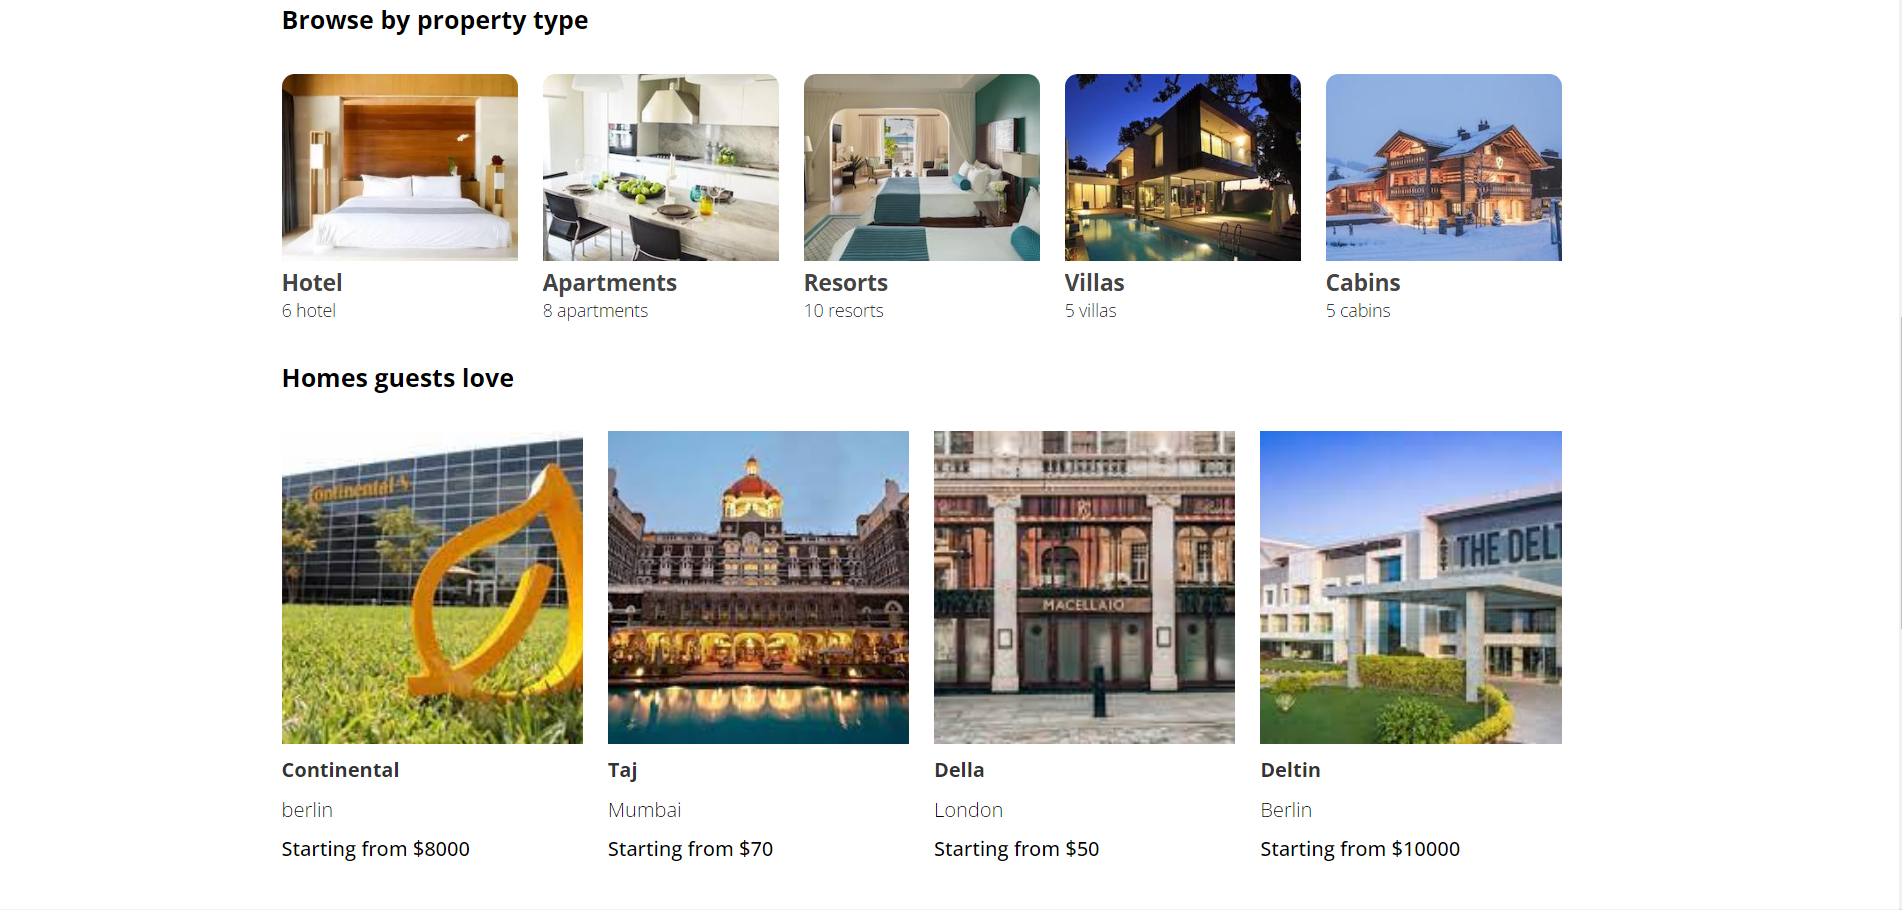 Browse by property type
Hotel
6 hotel
Apartments
8 apartments
Resorts
10 resorts
Villas
5 villas
Cabins
5 cabins
Homes guests love
Continental
MACELLAIO
THE DEL
Continental
berlin
Starting from $8000
Taj
Mumbai
Starting from $70
Della
London
Starting from $50
Deltin
Berlin
Starting from $10000